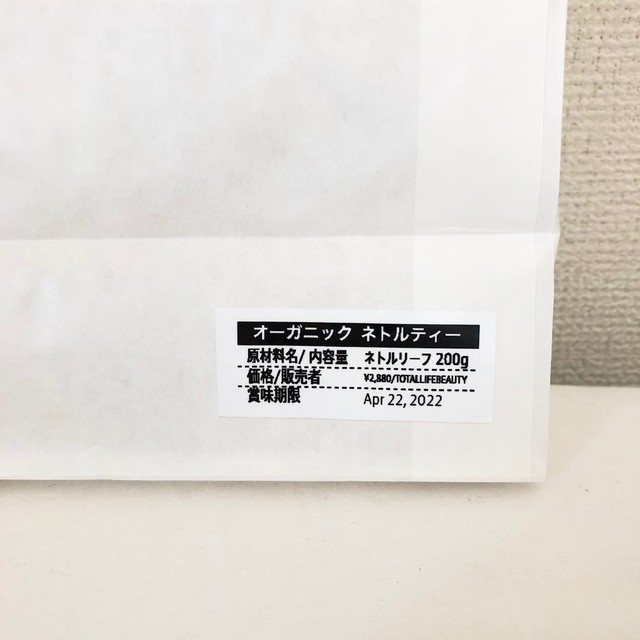 オーガニック ネトルティー
原材料名/ 内容量 ネトルリーフ 200g
価格/販売者 ¥2,880/TOTALLIFEBEAUTY
賞味期限 Apr 22, 2022